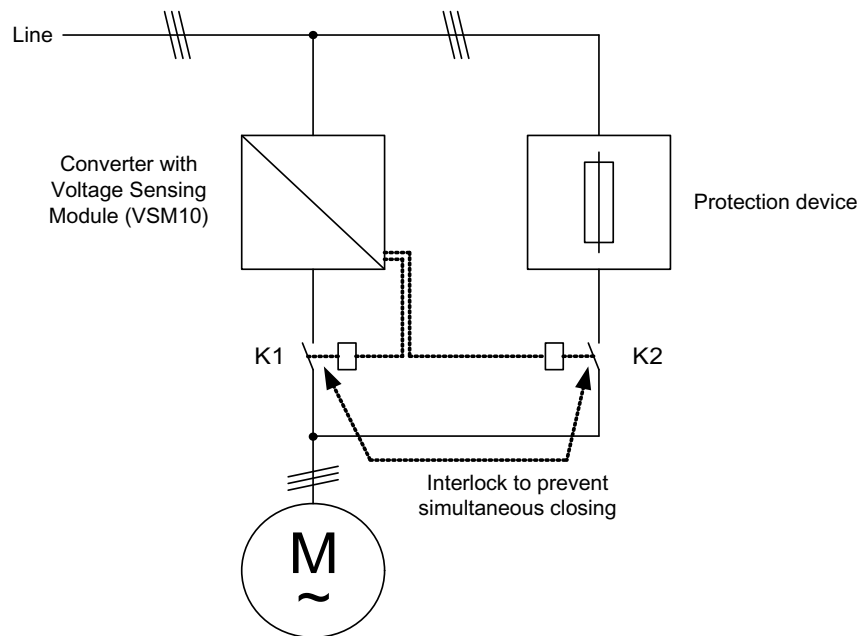 Line
Converter with
Voltage Sensing
Module (VSM10)
Protection device
K1
K2
Interlock to prevent
simultaneous closing
M
~